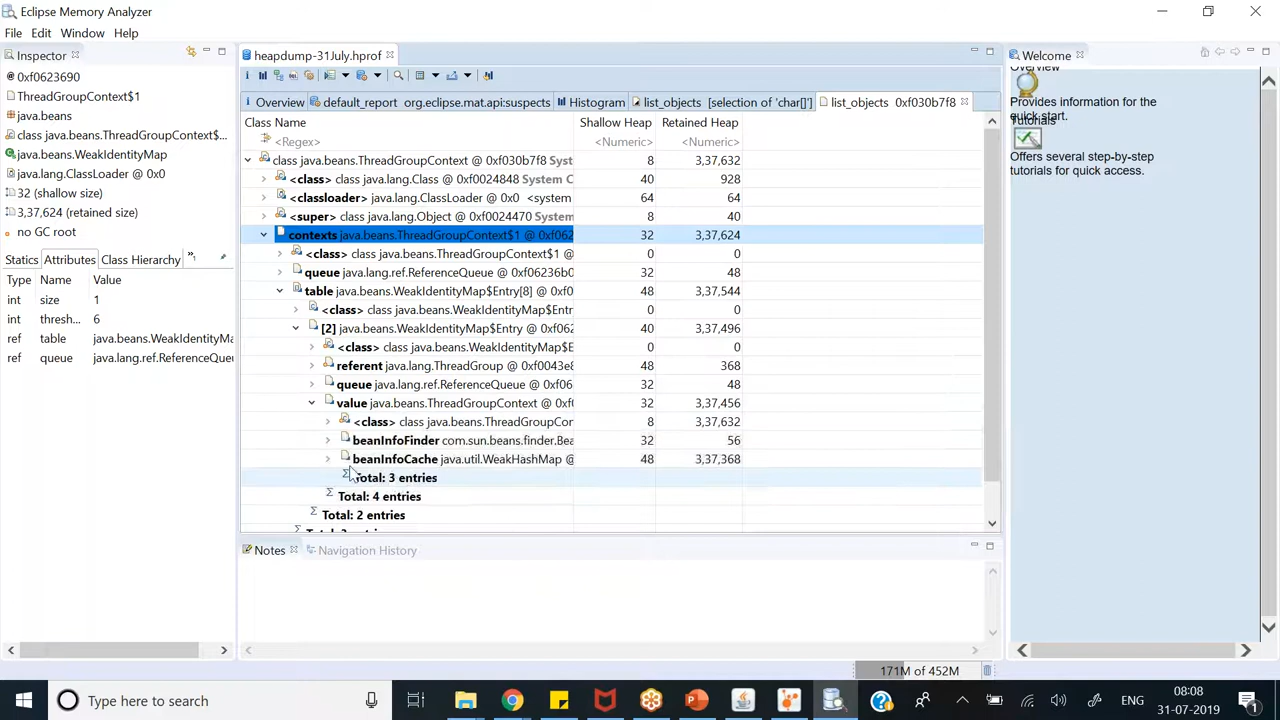 Eclipse Memory Analyzer
File Edit Window Help
Inspector
@ 0xf0623690
ThreadGroupContext$1
java.beans
class java.beans.ThreadGroupContext$...
java.beans.WeakIdentityMap
java.lang.ClassLoader @ 0x0
32 (shallow size)
3,37,624 (retained size)
no GC root
Statics Attributes Class Hierarchy »1
Type Name Value
int size 1
int thresh... 6
ref table java.beans.WeakIdentityMa
ref queue java.lang.ref.ReferenceQueu
heapdump-31July.hprof
Overview default_report org.eclipse.mat.api:suspects Histogram list_objects [selection of 'char[]'] list_objects 0xf030b7f8
Class Name Shallow Heap Retained Heap
<Regex> <Numeric> <Numeric>
class java.beans.ThreadGroupContext @ 0xf030b7f8 Syst 8 3,37,632
<class> class java.lang.Class @ 0xf0024848 System C 40 928
<classloader> java.lang.ClassLoader @ 0x0 <system 64 64
<super> class java.lang.Object @ 0xf0024470 System 8 40
contexts java.beans.ThreadGroupContext$1 @ 0xf062 32 3,37,624
<class> class java.beans.ThreadGroupContext$1 @ 0 0
queue java.lang.ref.ReferenceQueue @ 0xf06236b0 32 48
table java.beans.WeakIdentityMap$Entry[8] @ 0xf0 48 3,37,544
<class> class java.beans.WeakIdentityMap$Entry 0 0
[2] java.beans.WeakIdentityMap$Entry @ 0xf062 40 3,37,496
<class> class java.beans.WeakIdentityMap$E 0 0
referent java.lang.ThreadGroup @ 0xf0043e8 48 368
queue java.lang.ref.ReferenceQueue @ 0xf06 32 48
value java.beans.ThreadGroupContext @ 0xf0 32 3,37,456
<class> class java.beans.ThreadGroupCor 8 3,37,632
beanInfoFinder com.sun.beans.finder.Bea 32 56
beanInfoCache java.util.WeakHashMap @ 48 3,37,368
Total: 3 entries
Total: 4 entries
Total: 2 entries
Notes Navigation History
171M of 452M
Welcome
Overview
Provides information for the
quick start.
Tutorials
Offers several step-by-step
tutorials for quick access.
Type here to search
ENG
08:08
31-07-2019
1